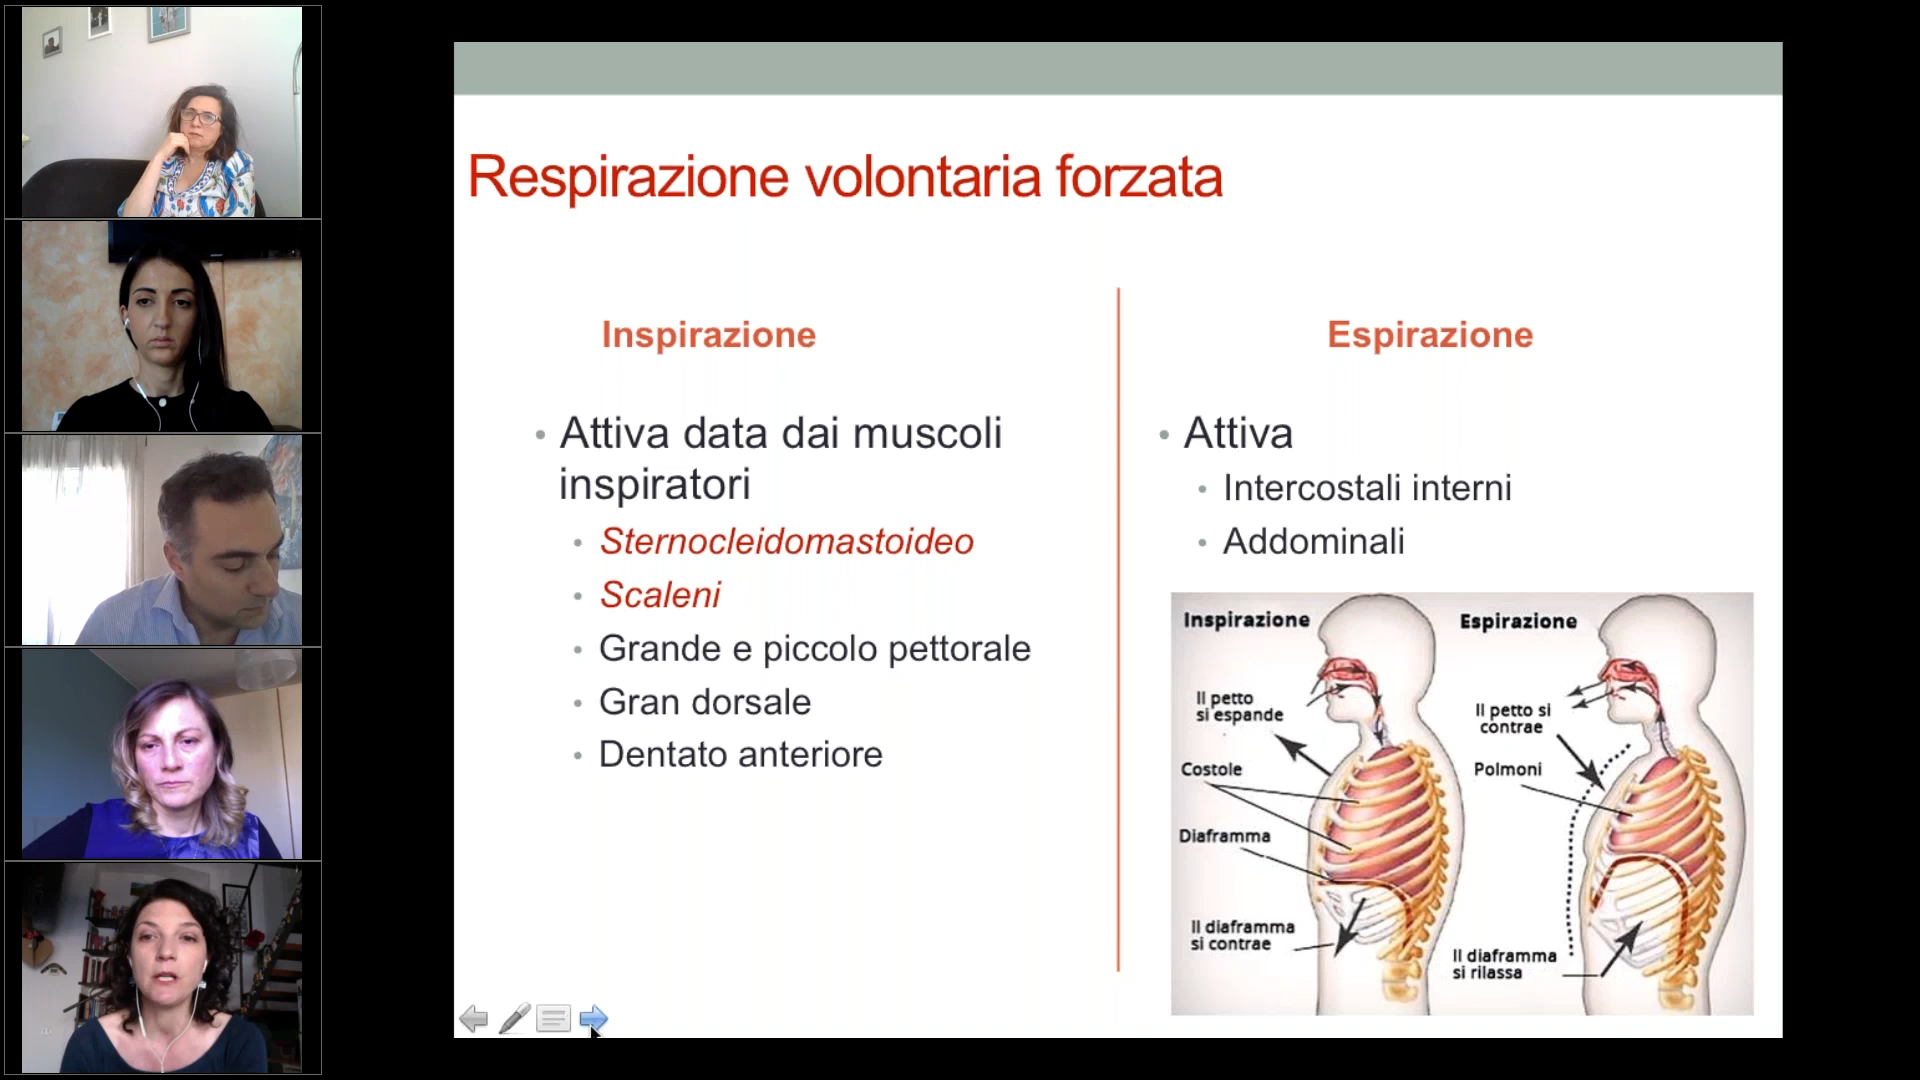 Respirazione volontaria forzata
Inspirazione
Attiva data dai muscoli
inspiratori
Sternocleidomastoideo
Scaleni
Grande e piccolo pettorale
Gran dorsale
Dentato anteriore
Espirazione
Attiva
Intercostali interni
Addominali
Inspirazione
Il petto
si espande
Costole
Diaframma
Il diaframma
si contrae
Espirazione
Il petto si
contrae
Polmoni
Il diaframma
si rilassa